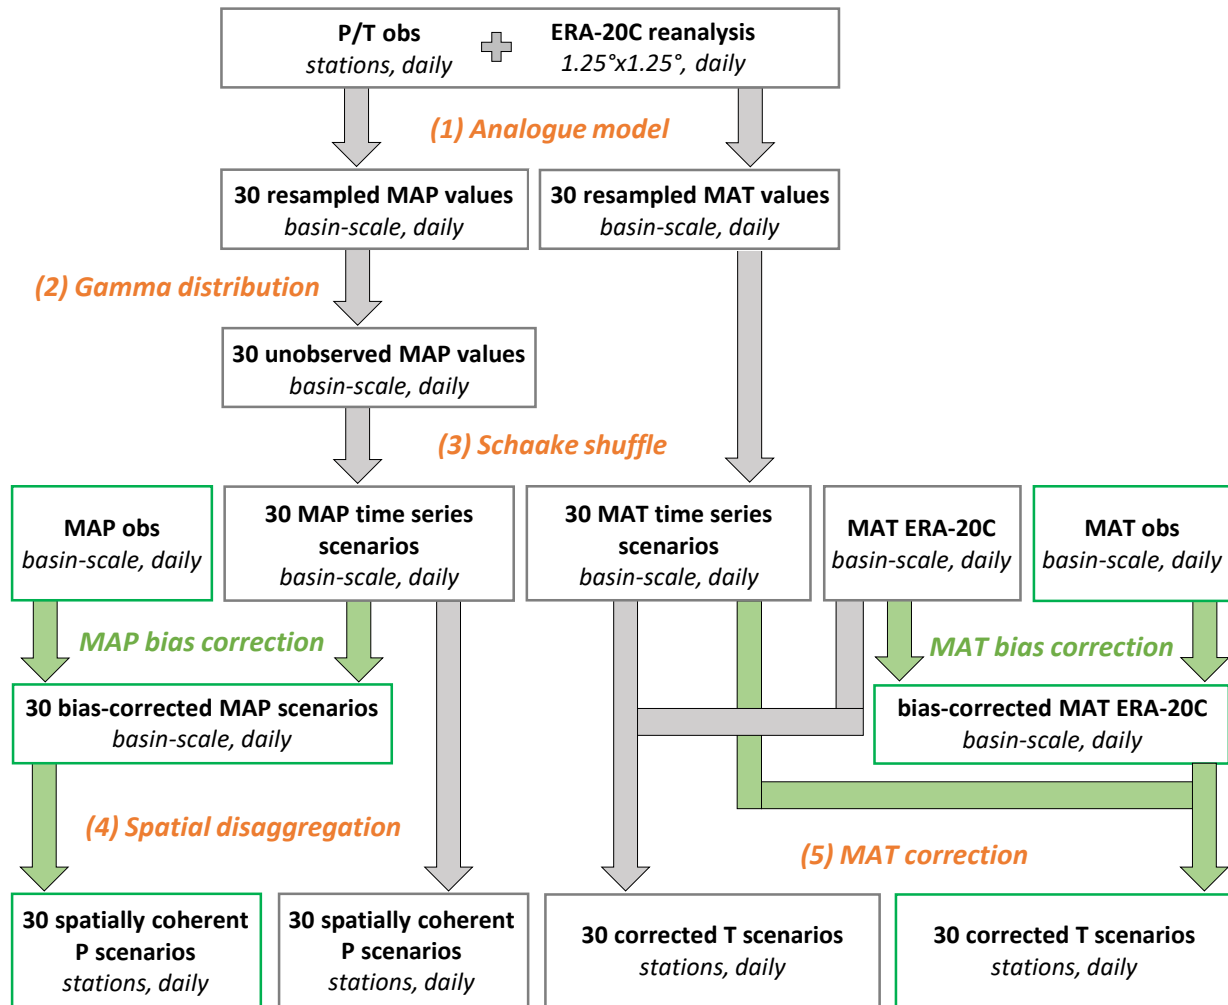 P/T obs
stations, daily
ERA-20C reanalysis
1.25°x1.25°, daily
(1) Analogue model
30 resampled MAP values
basin-scale, daily
30 resampled MAT values
basin-scale, daily
(2) Gamma distribution
30 unobserved MAP values
basin-scale, daily
(3) Schaake shuffle
MAP obs
basin-scale, daily
30 MAP time series
scenarios
basin-scale, daily
30 MAT time series
scenarios
basin-scale, daily
MAT ERA-20C
basin-scale, daily
MAT obs
basin-scale, daily
MAP bias correction
MAT bias correction
30 bias-corrected MAP scenarios
basin-scale, daily
bias-corrected MAT ERA-20C
basin-scale, daily
(4) Spatial disaggregation
(5) MAT correction
30 spatially coherent
P scenarios
stations, daily
30 spatially coherent
P scenarios
stations, daily
30 corrected T scenarios
stations, daily
30 corrected T scenarios
stations, daily